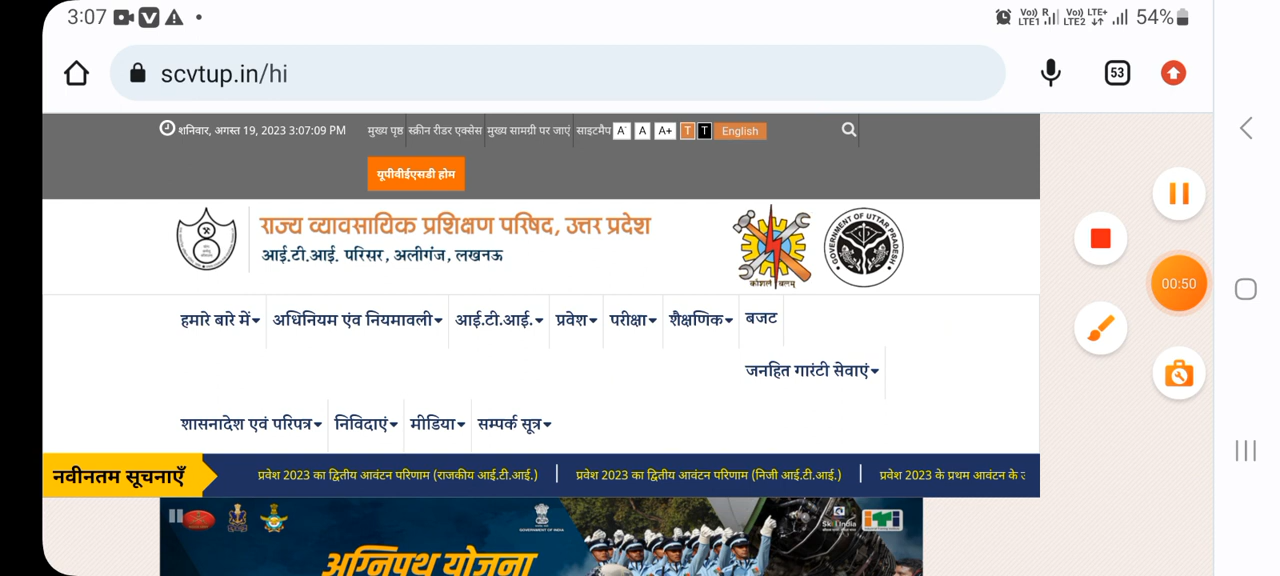 3:07
Vo)) R LTE1 Vo)) LTE+ LTE2 54%
scvtup.in/hi
53
शनिवार, अगस्त 19, 2023 3:07:09 PM मुख्य पृष्ठ स्क्रीन रीडर एक्सेस मुख्य सामग्री पर जाएं साइटमैप A- A A+ T T English
यूपीवीईएसडी होम
राज्य व्यावसायिक प्रशिक्षण परिषद, उत्तर प्रदेश
आई.टी.आई. परिसर, अलीगंज, लखनऊ
कौशलं बलम्
GOVERNMENT OF UTTAR PRADESH
00:50
हमारे बारे में अधिनियम एंव नियमावली आई.टी.आई. प्रवेश परीक्षा शैक्षणिक बजट
जनहित गारंटी सेवाएं
शासनादेश एवं परिपत्र निविदाएं मीडिया सम्पर्क सूत्र
नवीनतम सूचनाएँ प्रवेश 2023 का द्वितीय आवंटन परिणाम (राजकीय आई.टी.आई.) प्रवेश 2023 का द्वितीय आवंटन परिणाम (निजी आई.टी.आई.) प्रवेश 2023 के प्रथम आवंटन के
GOVERNMENT OF INDIA
Skill India
iti
अग्निपथ योजना